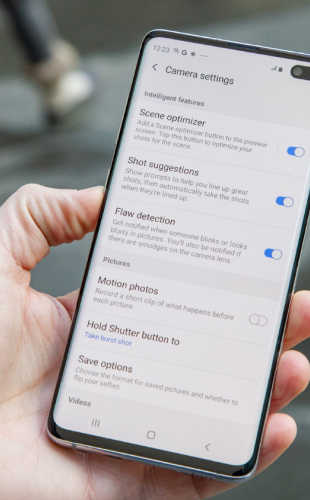 12:23 G
Camera settings
Intelligent features
Scene optimizer
Add a Scene optimizer button to the preview
screen. Tap this button to optimize your
shots for the scene.
Shot suggestions
Show prompts to help you line up great
shots, then automatically take the shots
when they're lined up.
Flaw detection
Get notified when someone blinks or looks
blurry in pictures. You'll also be notified if
there are smudges on the camera lens.
Pictures
Motion photos
Record a short clip of what happens before
each picture.
Hold Shutter button to
Take burst shot
Save options
Choose the format for saved pictures and whether to
flip your selfies.
Videos